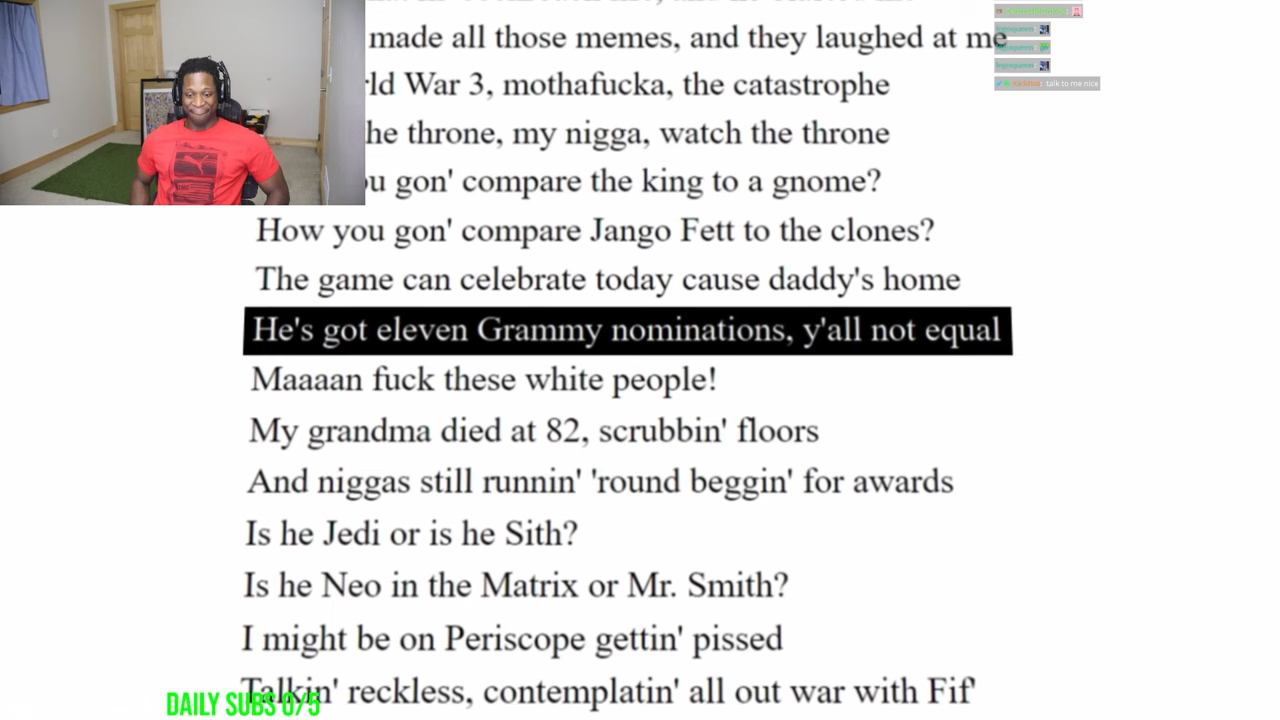 made all those memes, and they laughed at me
talk to me nice
World War 3, mothafucka, the catastrophe
the throne, my nigga, watch the throne
gon' compare the king to a gnome?
How you gon' compare Jango Fett to the clones?
The game can celebrate today cause daddy's home
He's got eleven Grammy nominations, y'all not equal
Maaaan fuck these white people!
My grandma died at 82, scrubbin' floors
And niggas still runnin' 'round beggin' for awards
Is he Jedi or is he Sith?
Is he Neo in the Matrix or Mr. Smith?
I might be on Periscope gettin' pissed
Talkin' reckless, contemplatin' all out war with Fif'
DAILY SUBS 0/5